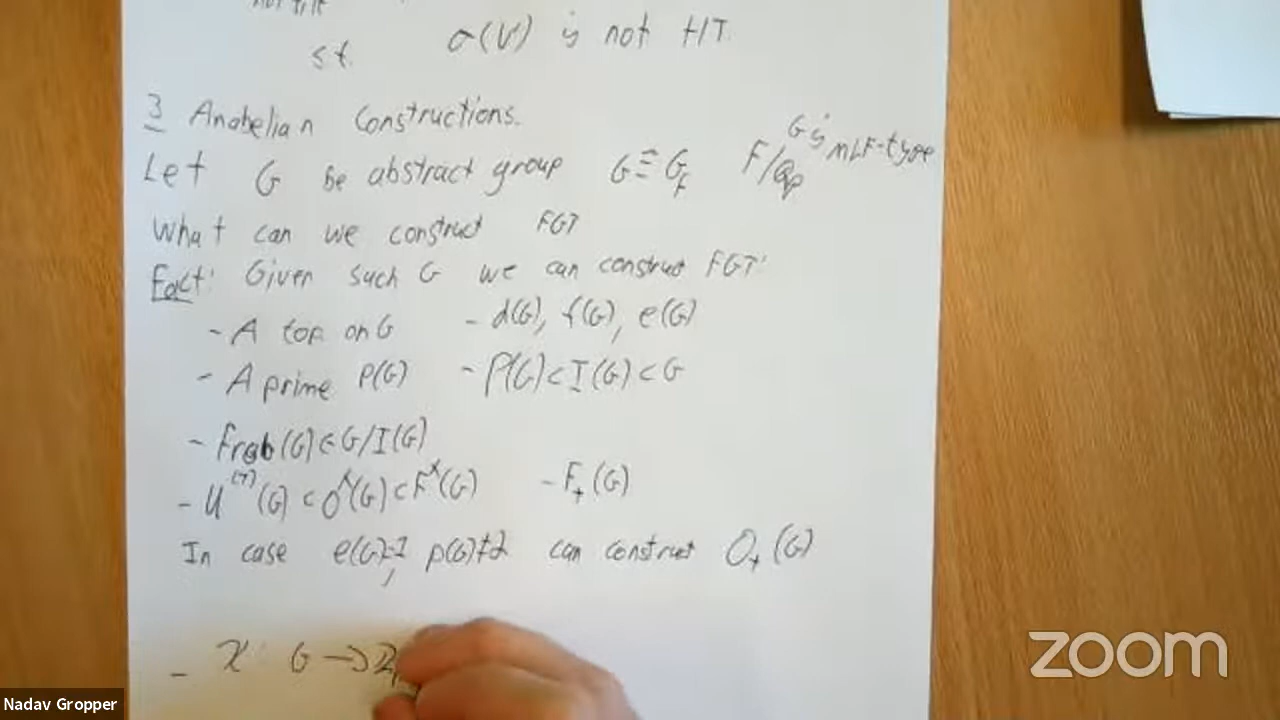 s.t. σ(V) is not HT.
3 Anabelian Constructions.
Let G be abstract group G ≅ G_F F/Q_p G is MLF-type
What can we construct FGT
Fact: Given such G we can construct FGT:
- A top on G - d(G), f(G), e(G)
- A prime p(G) - P(G) < I(G) < G
- Frob(G) ∈ G/I(G)
- U^(1)(G) ⊂ O^×(G) ⊂ F^×(G) - F_+(G)
In case e(G)=1, p(G)≠2 can construct O_+(G)
- χ: G → Z
zoom
Nadav Gropper